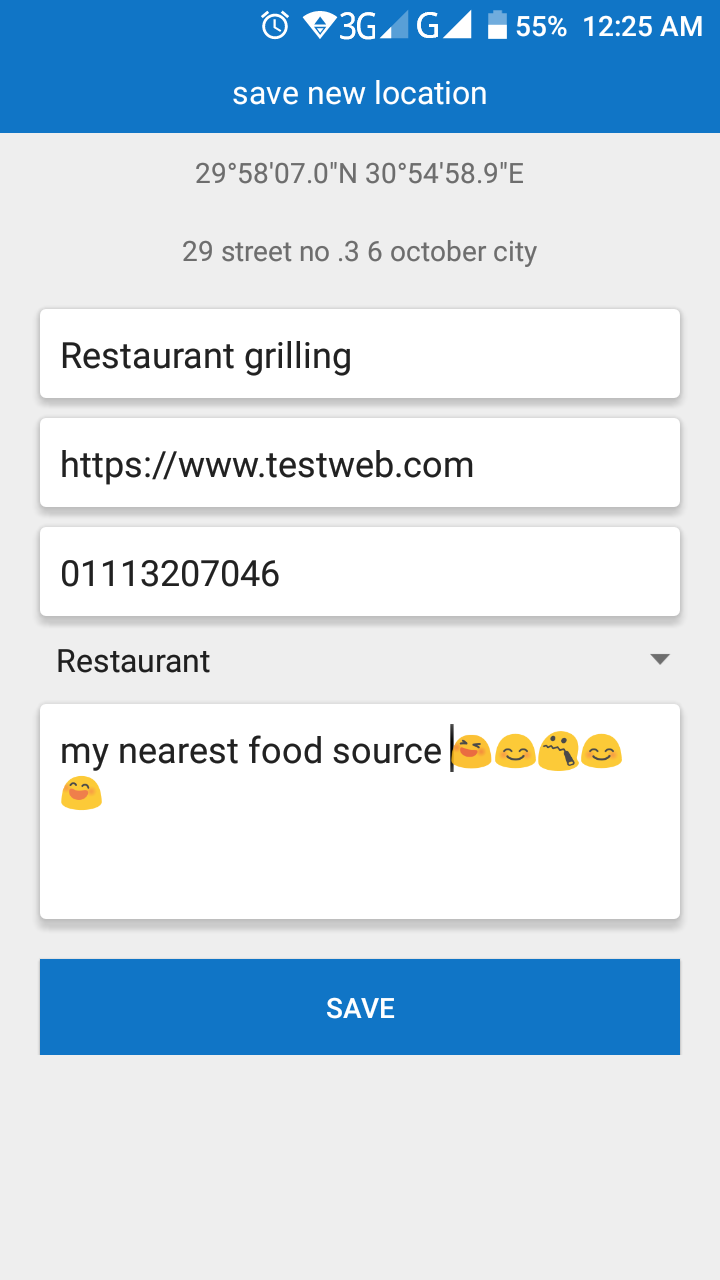 3G G 55% 12:25 AM
save new location
29°58'07.0"N 30°54'58.9"E
29 street no .3 6 october city
Restaurant grilling
https://www.testweb.com
01113207046
Restaurant
my nearest food source
SAVE